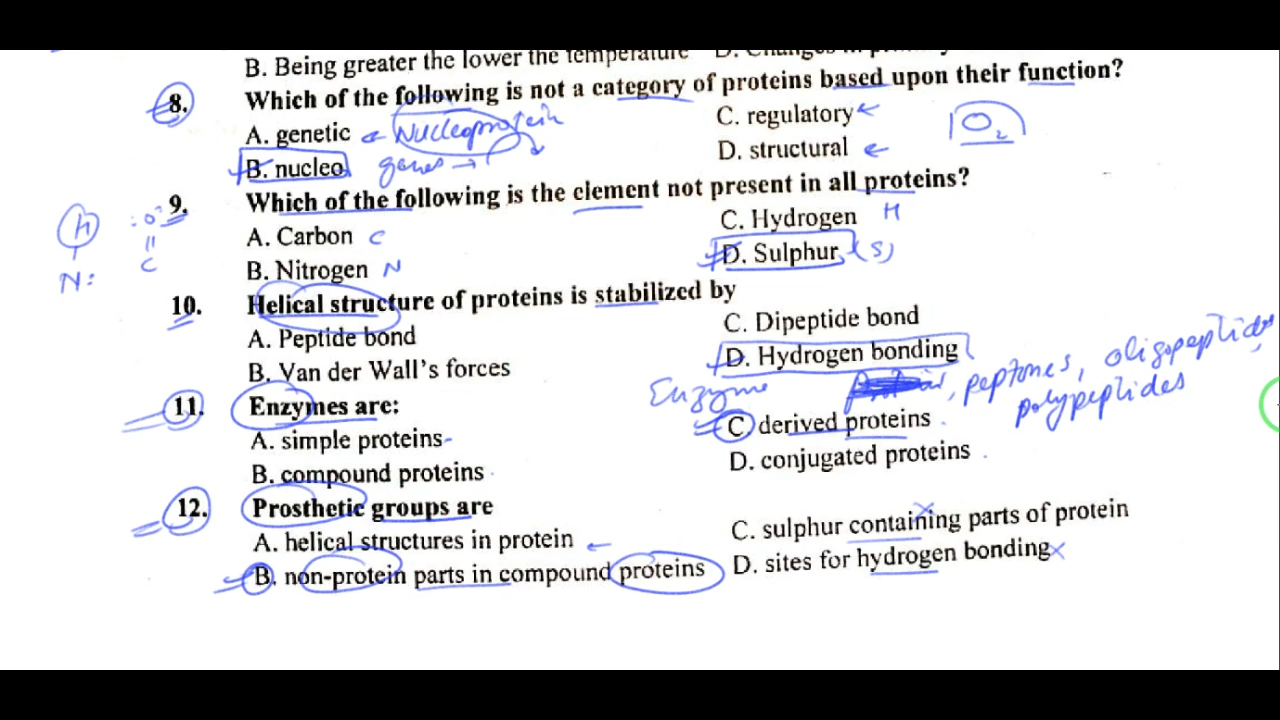 B. Being greater the lower the temperature D. Changes in
8. Which of the following is not a category of proteins based upon their function?
A. genetic Nucleoprotein C. regulatory O2
B. nucleo genes → D. structural
9. Which of the following is the element not present in all proteins?
A. Carbon C C. Hydrogen H
B. Nitrogen N D. Sulphur (S)
H :O: = C N:
10. Helical structure of proteins is stabilized by
A. Peptide bond C. Dipeptide bond
B. Van der Wall's forces D. Hydrogen bonding
Enzyme , peptones, oligopeptides,
polypeptides
11. Enzymes are:
A. simple proteins C. derived proteins
B. compound proteins D. conjugated proteins
12. Prosthetic groups are
A. helical structures in protein C. sulphur containing parts of protein
B. non-protein parts in compound proteins D. sites for hydrogen bonding